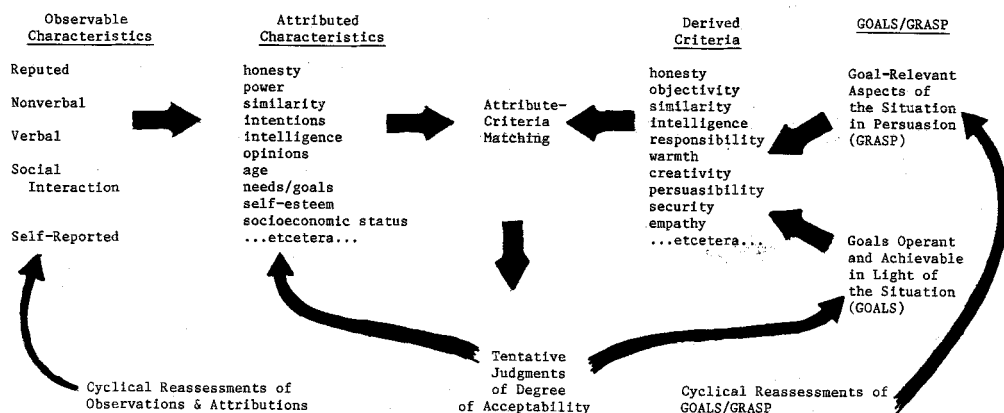 Observable
Characteristics
Reputed
Nonverbal
Verbal
Social
Interaction
Self-Reported
Attributed
Characteristics
honesty
power
similarity
intentions
intelligence
opinions
age
needs/goals
self-esteem
socioeconomic status
...etcetera...
Attribute-
Criteria
Matching
Derived
Criteria
honesty
objectivity
similarity
intelligence
responsibility
warmth
creativity
persuasibility
security
empathy
...etcetera...
GOALS/GRASP
Goal-Relevant
Aspects of
the Situation
in Persuasion
(GRASP)
Goals Operant
and Achievable
in Light of
the Situation
(GOALS)
Cyclical Reassessments of
Observations & Attributions
Tentative
Judgments
of Degree
of Acceptability
Cyclical Reassessments of
GOALS/GRASP